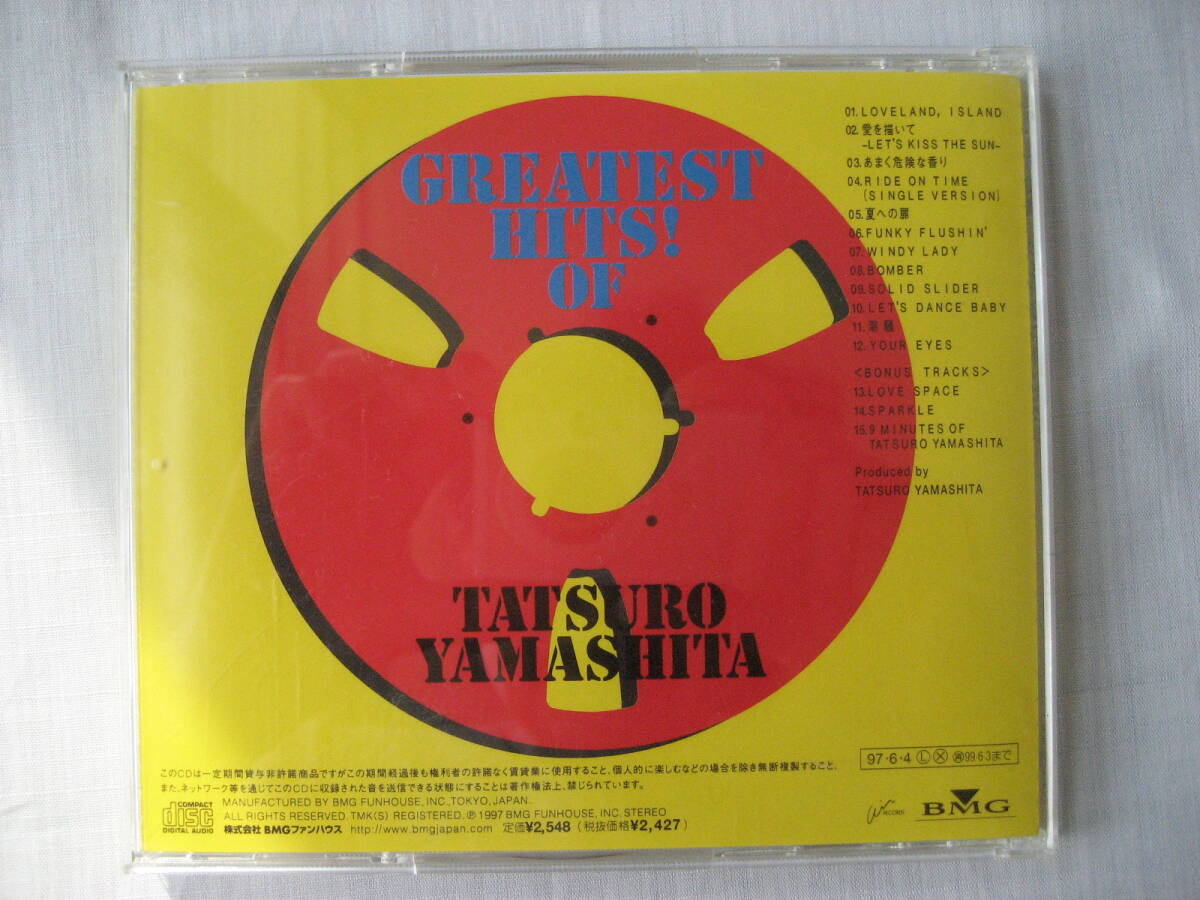 GREATEST
HITS!
OF
TATSURO
YAMASHITA
01. LOVELAND, ISLAND
02. 愛を描いて
-LET'S KISS THE SUN-
03. あまく危険な香り
04. RIDE ON TIME
(SINGLE VERSION)
05. 夏への扉
06. FUNKY FLUSHIN'
07. WINDY LADY
08. BOMBER
09. SOLID SLIDER
10. LET'S DANCE BABY
11. 潮騒
12. YOUR EYES
<BONUS TRACKS>
13. LOVE SPACE
14. SPARKLE
15. 9 MINUTES OF
TATSURO YAMASHITA
Produced by
TATSURO YAMASHITA
97・6・4 Ⓛ Ⓧ 99・6・3まで
このCDは一定期間貸与非許諾商品ですがこの期間経過後も権利者の許諾なく賃貸業に使用すること、個人的に楽しむなどの場合を除き無断複製すること、
また、ネットワーク等を通じてこのCDに収録された音を送信できる状態にすることは著作権法上、禁じられています。
COMPACT
disc
DIGITAL AUDIO
MANUFACTURED BY BMG FUNHOUSE, INC., TOKYO, JAPAN.
ALL RIGHTS RESERVED. TMK(S) REGISTERED. ℗ 1997 BMG FUNHOUSE, INC. STEREO
株式会社BMGファンハウス http://www.bmgjapan.com 定価¥2,548 (税抜価格¥2,427)
air RECORDS
BMG